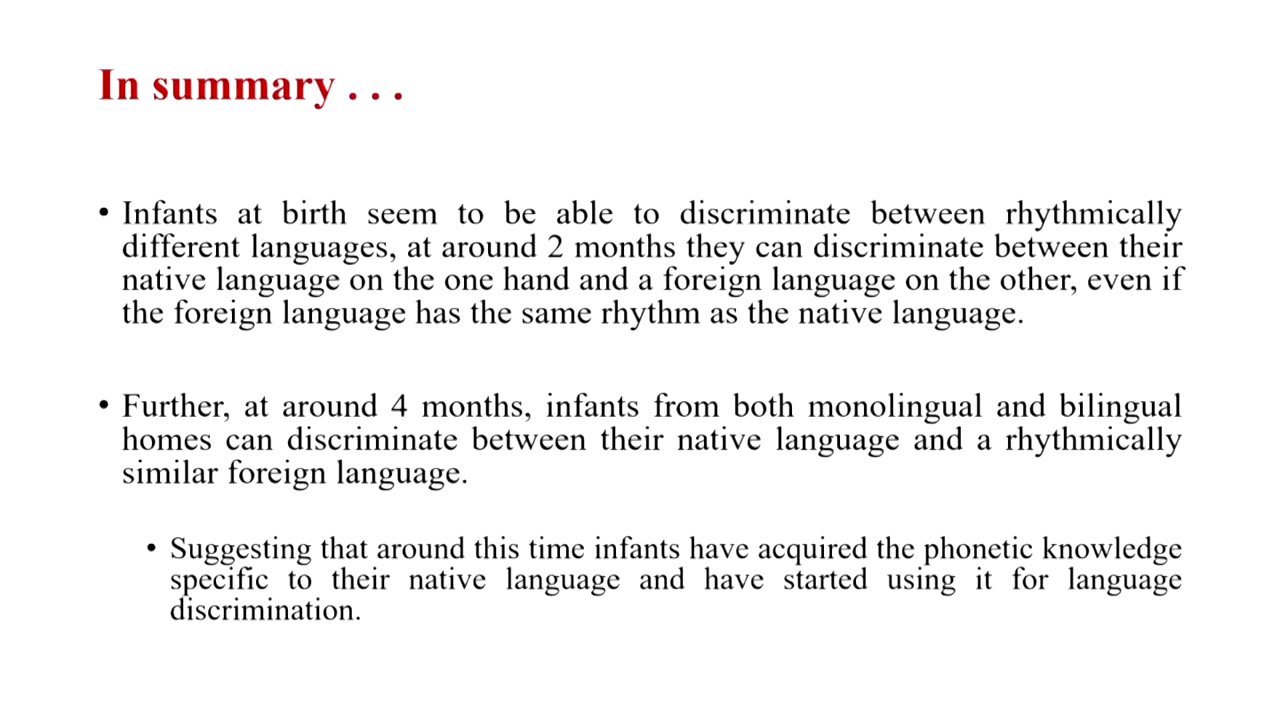 In summary . . .
• Infants at birth seem to be able to discriminate between rhythmically
different languages, at around 2 months they can discriminate between their
native language on the one hand and a foreign language on the other, even if
the foreign language has the same rhythm as the native language.
• Further, at around 4 months, infants from both monolingual and bilingual
homes can discriminate between their native language and a rhythmically
similar foreign language.
• Suggesting that around this time infants have acquired the phonetic knowledge
specific to their native language and have started using it for language
discrimination.